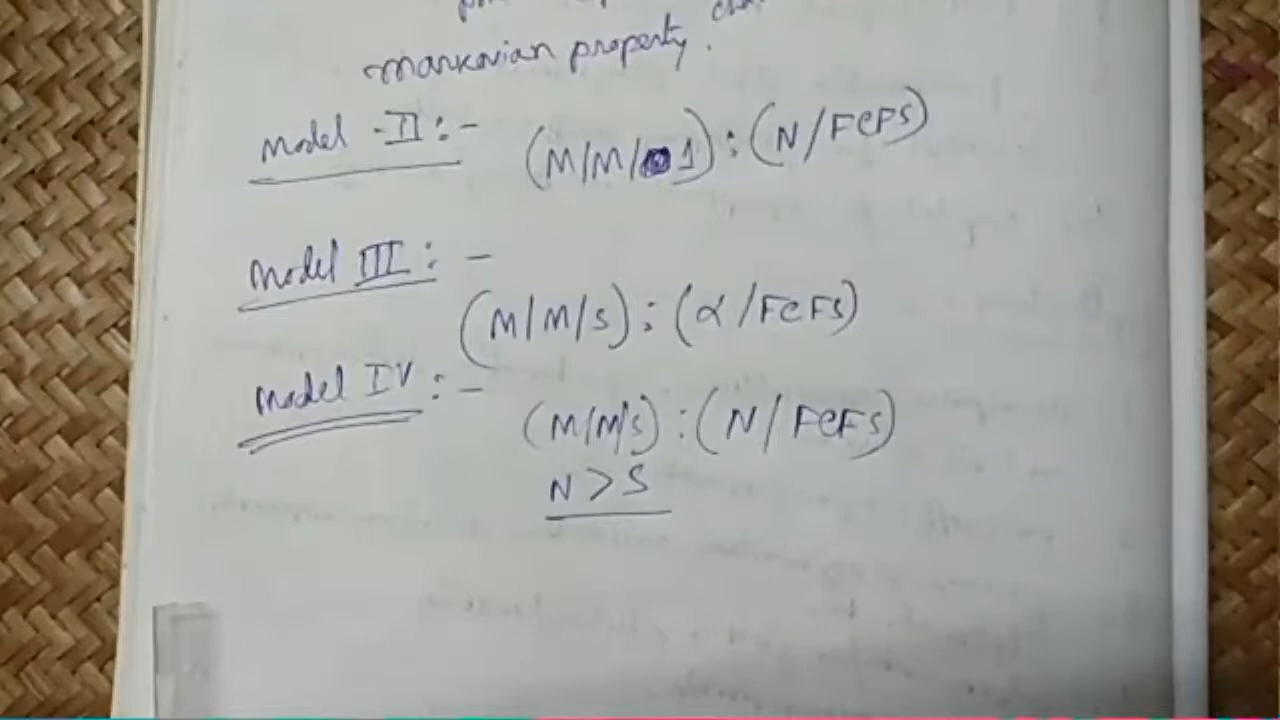 markovian property.
Model - II :- (M/M/1) : (N/FCFS)
Model III : -
(M/M/S) : (α/FCFS)
Model IV : -
(M/M/S) : (N/FCFS)
N > S